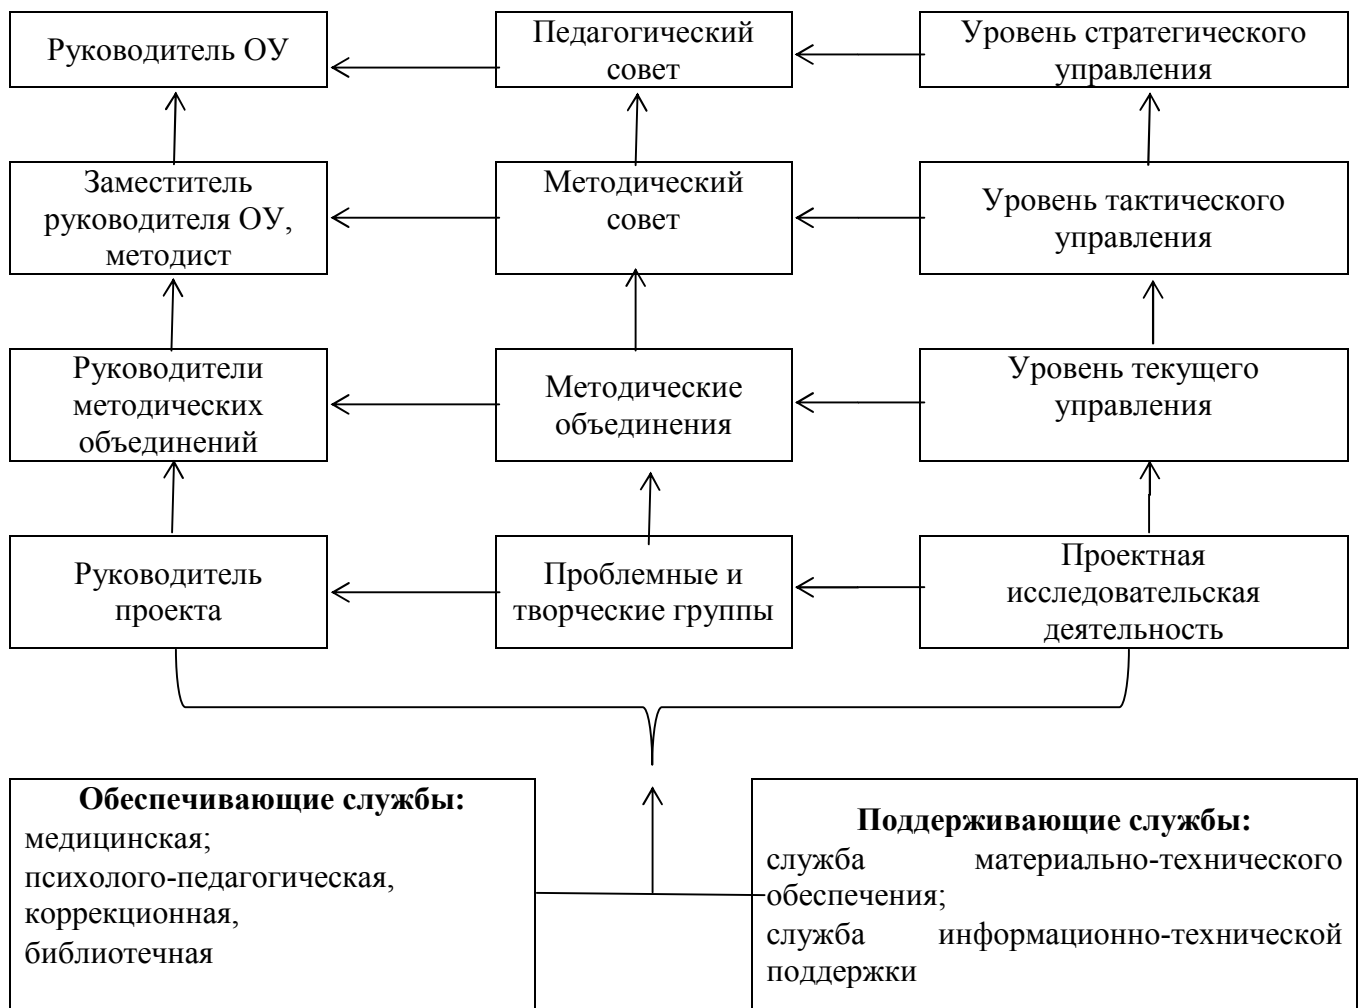 Руководитель ОУ
Педагогический
совет
Уровень стратегического
управления
Заместитель
руководителя ОУ,
методист
Методический
совет
Уровень тактического
управления
Руководители
методических
объединений
Методические
объединения
Уровень текущего
управления
Руководитель
проекта
Проблемные и
творческие группы
Проектная
исследовательская
деятельность
Обеспечивающие службы:
медицинская;
психолого-педагогическая,
коррекционная,
библиотечная
Поддерживающие службы:
служба материально-технического
обеспечения;
служба информационно-технической
поддержки